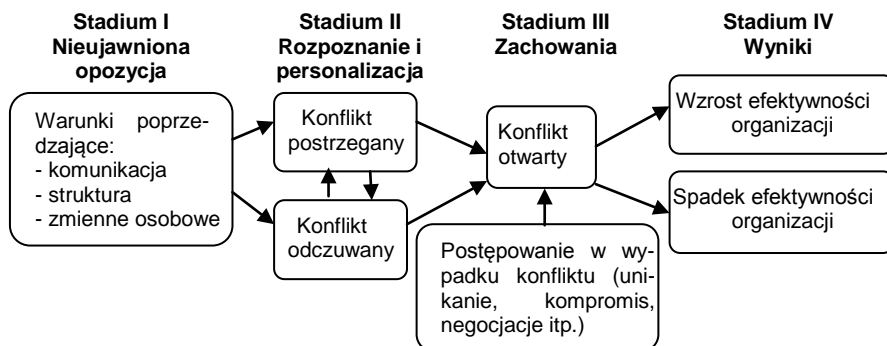 Stadium I
Nieujawniona
opozycja
Stadium II
Rozpoznanie i
personalizacja
Stadium III
Zachowania
Stadium IV
Wyniki
Warunki poprze-
dzające:
- komunikacja
- struktura
- zmienne osobowe
Konflikt
postrzegany
Konflikt
odczuwany
Konflikt
otwarty
Postępowanie w wy-
padku konfliktu (uni-
kanie, kompromis,
negocjacje itp.)
Wzrost efektywności
organizacji
Spadek efektywności
organizacji